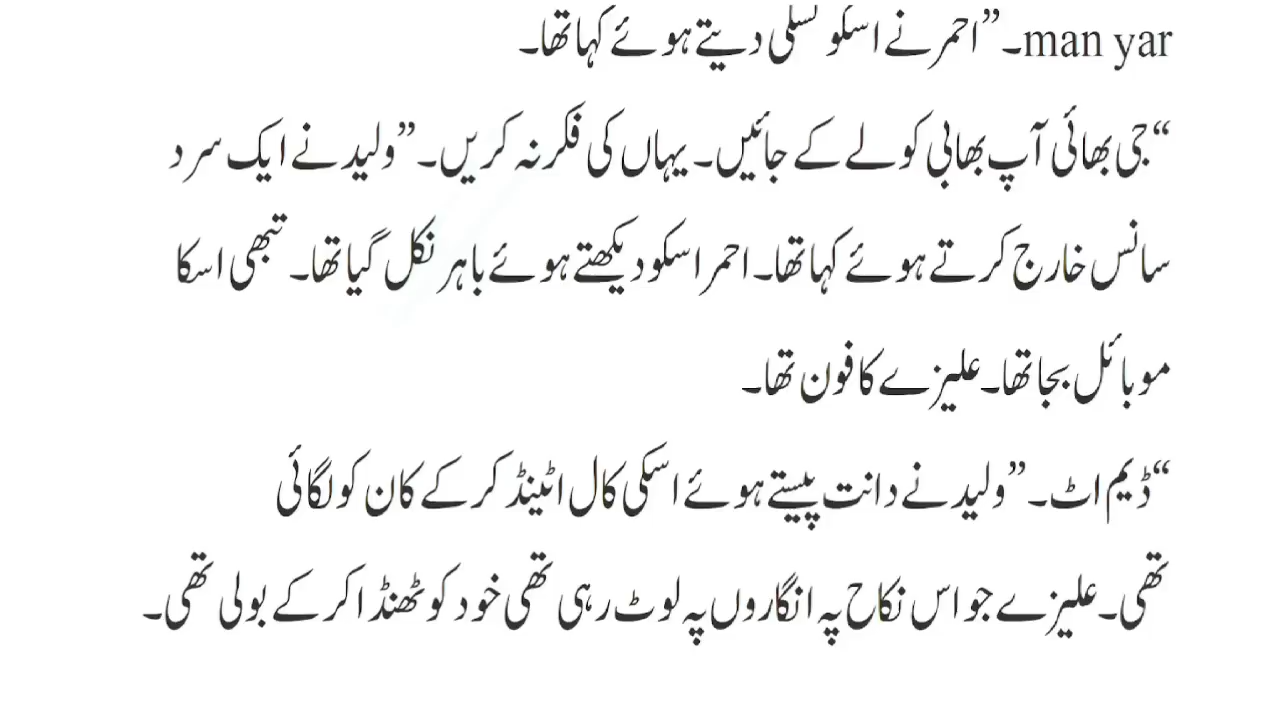 man yar۔” احمر نے اسکو تسلی دیتے ہوئے کہا تھا۔
“جی بھائی آپ بھابی کو لے کے جائیں۔ یہاں کی فکر نہ کریں۔” ولید نے ایک سرد
سانس خارج کرتے ہوئے کہا تھا۔ احمر اسکو دیکھتے ہوئے باہر نکل گیا تھا۔ تبھی اسکا
موبائل بجا تھا۔ علیزے کا فون تھا۔
“ڈیم اٹ۔” ولید نے دانت پیستے ہوئے اسکی کال اٹینڈ کر کے کان کو لگائی
تھی۔ علیزے جو اس نکاح پہ انگاروں پہ لوٹ رہی تھی خود کو ٹھنڈا کر کے بولی تھی۔